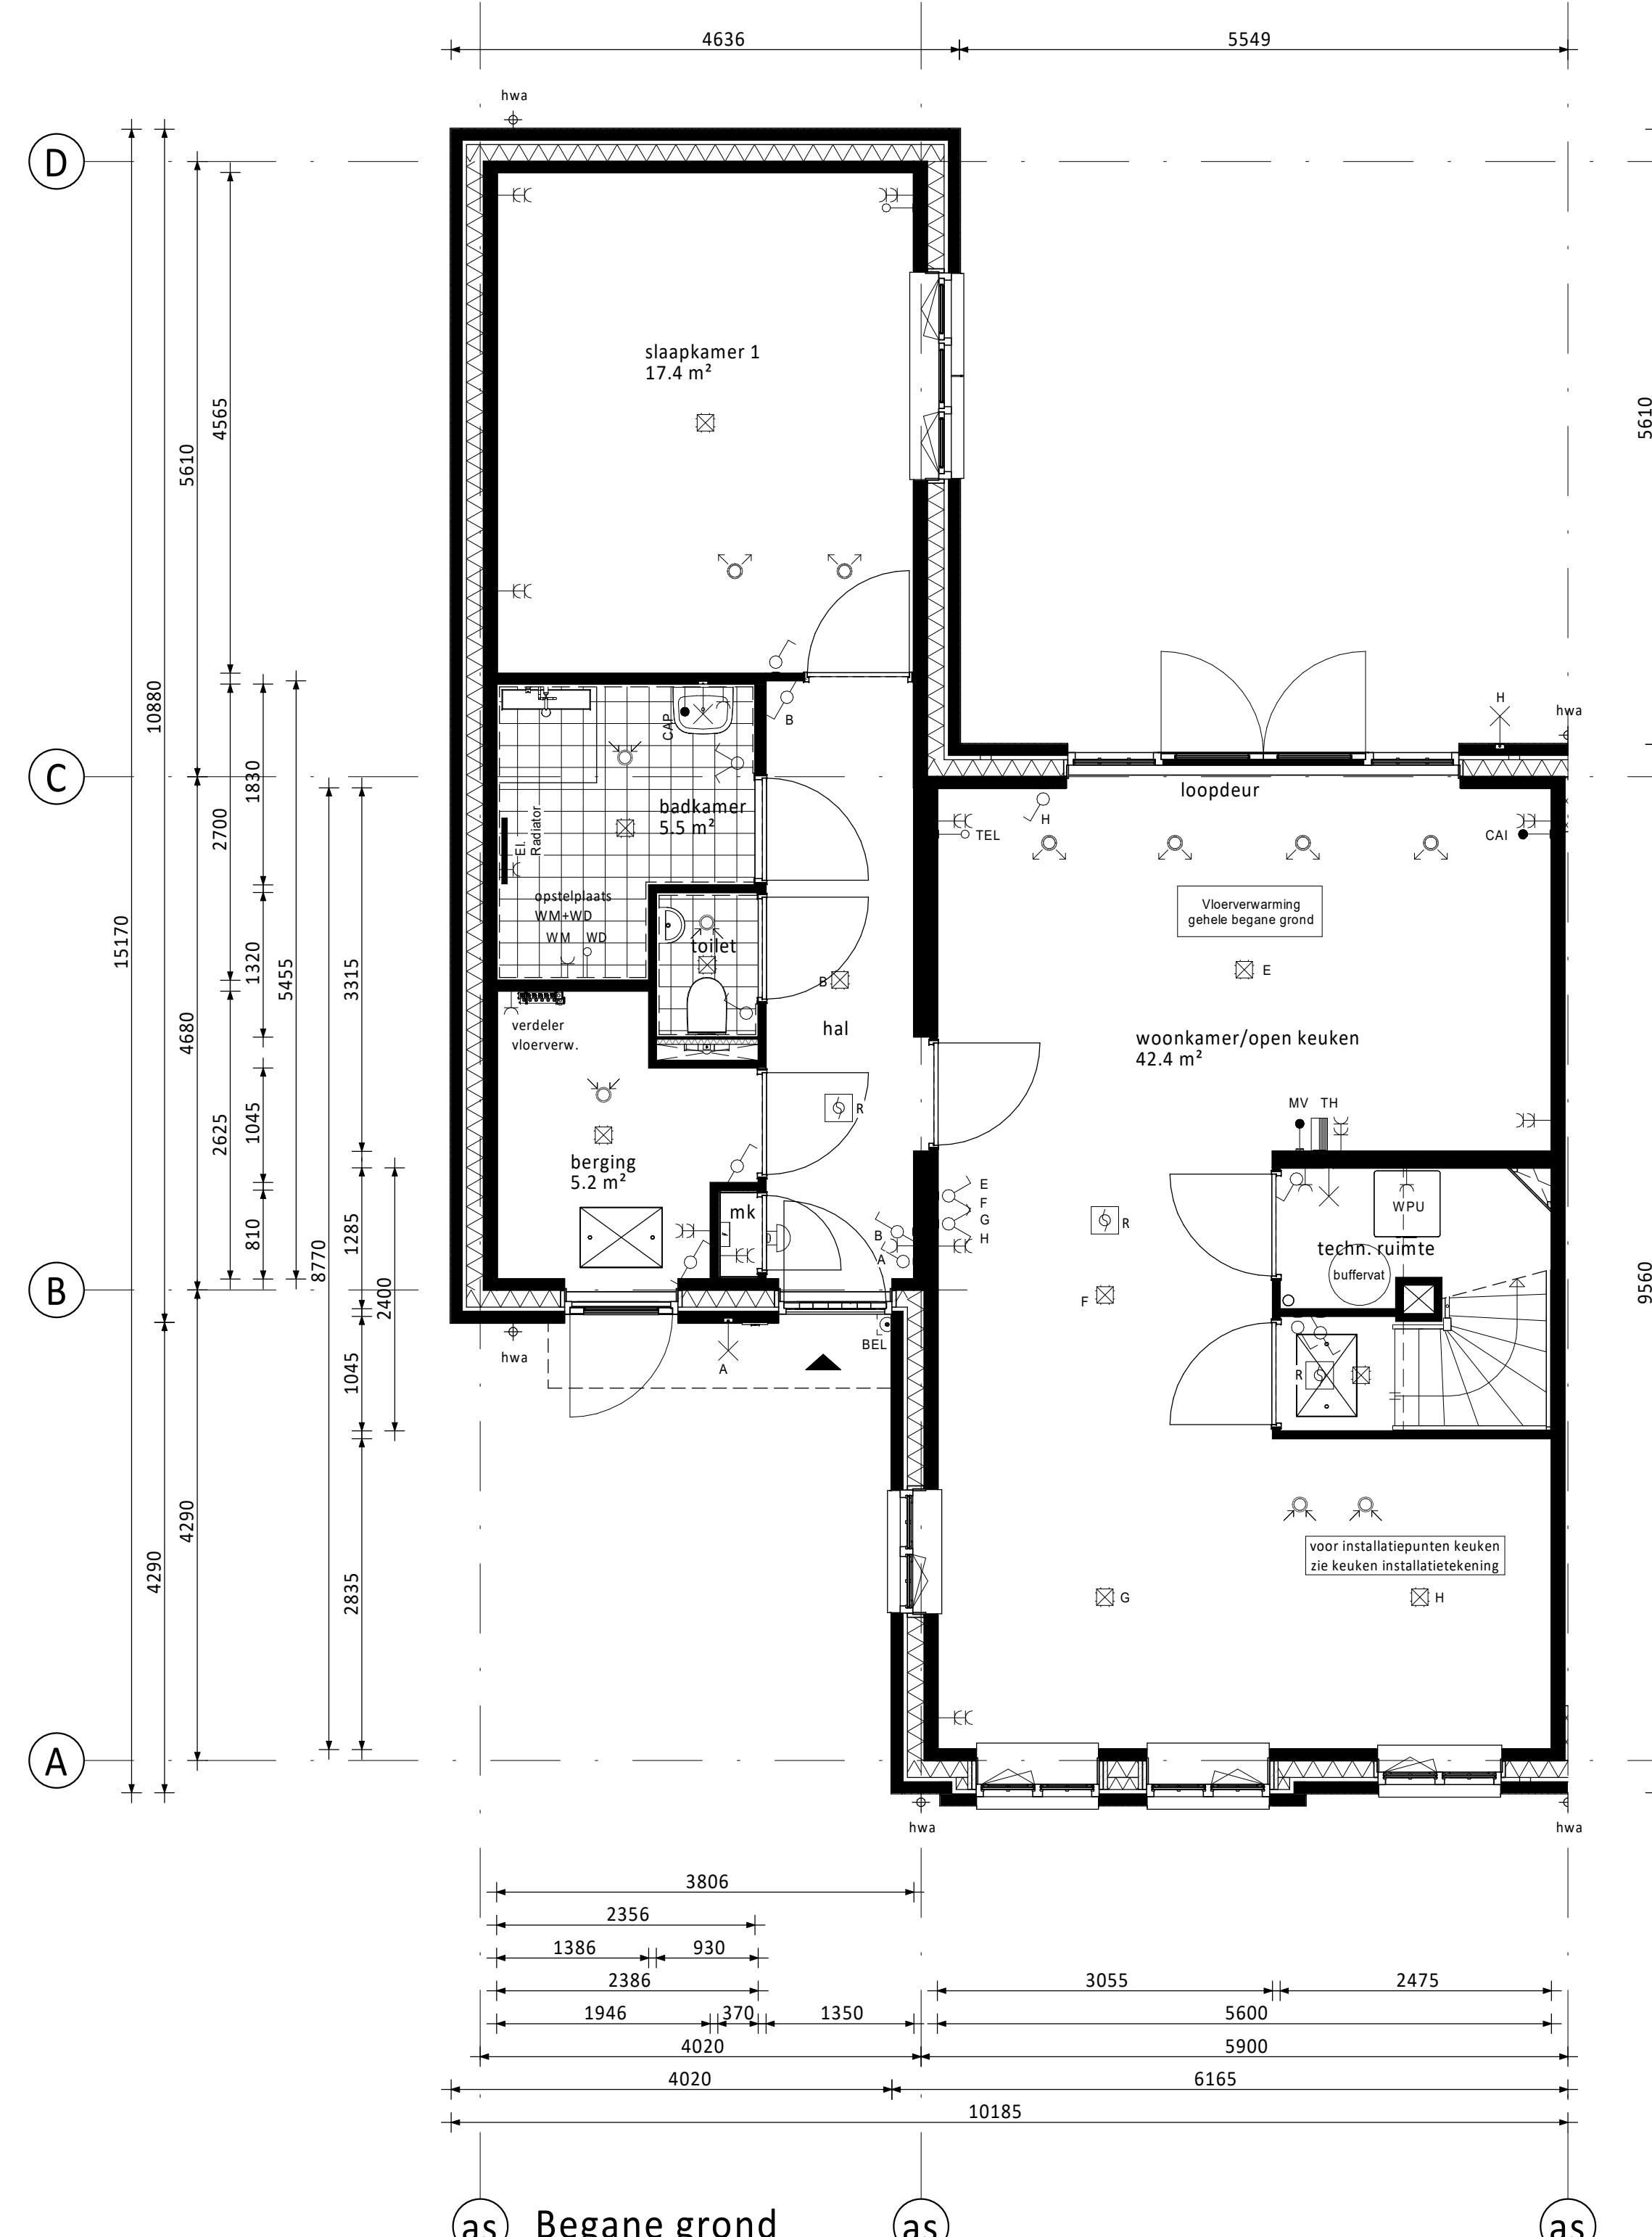 4636
5549
hwa
D
slaapkamer 1
17.4 m²
4565
5610
5610
10880
B
H
hwa
C
CAP
1830
2700
badkamer
5.5 m²
El.
Radiator
loopdeur
H
TEL
CAI
opstelplaats
WM+WD
WM
WD
toilet
Vloerverwarming
gehele begane grond
15170
1320
5455
3315
B
E
4680
verdeler
vloerverw.
hal
woonkamer/open keuken
42.4 m²
2625
1045
R
MV
TH
berging
5.2 m²
E
F
G
H
WPU
R
mk
810
1285
8770
B
A
techn. ruimte
buffervat
9560
B
2400
F
hwa
BEL
A
1045
R
4290
4290
2835
voor installatiepunten keuken
zie keuken installatietekening
G
H
A
hwa
hwa
3806
2356
1386
930
2386
3055
2475
1946
370
1350
5600
4020
5900
4020
6165
10185
as
Begane grond
as
as